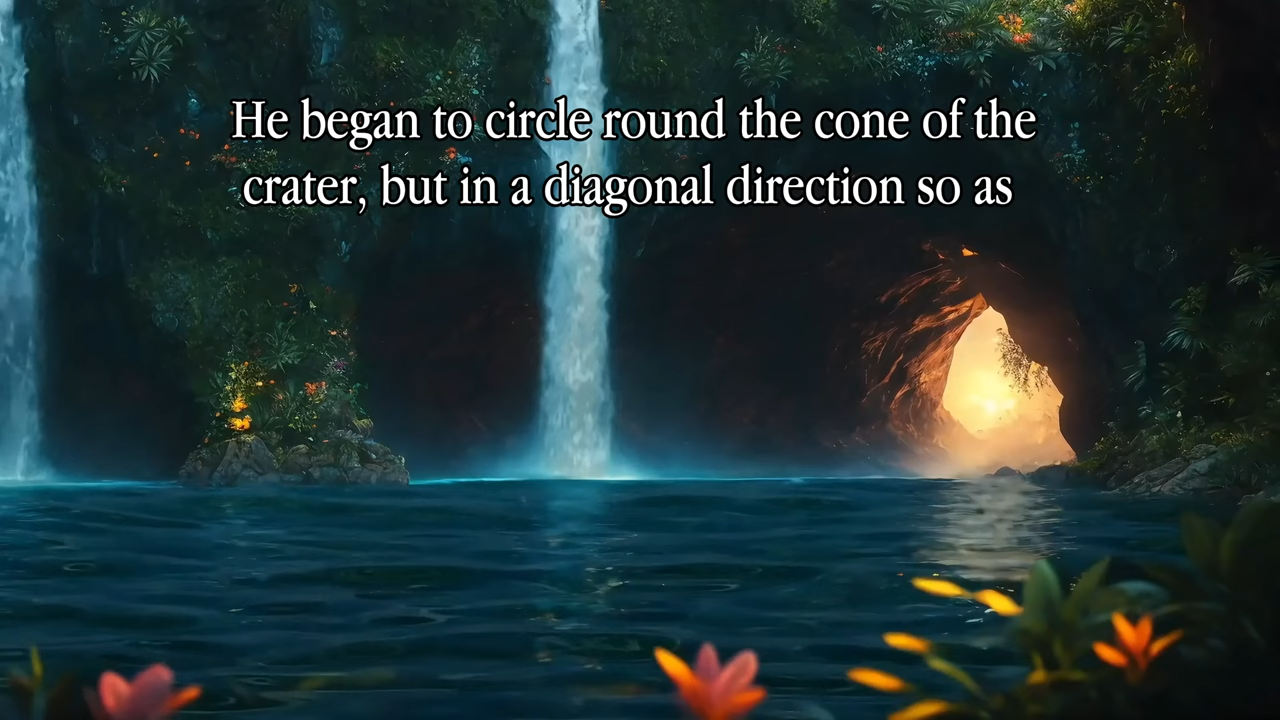 He began to circle round the cone of the
crater, but in a diagonal direction so as